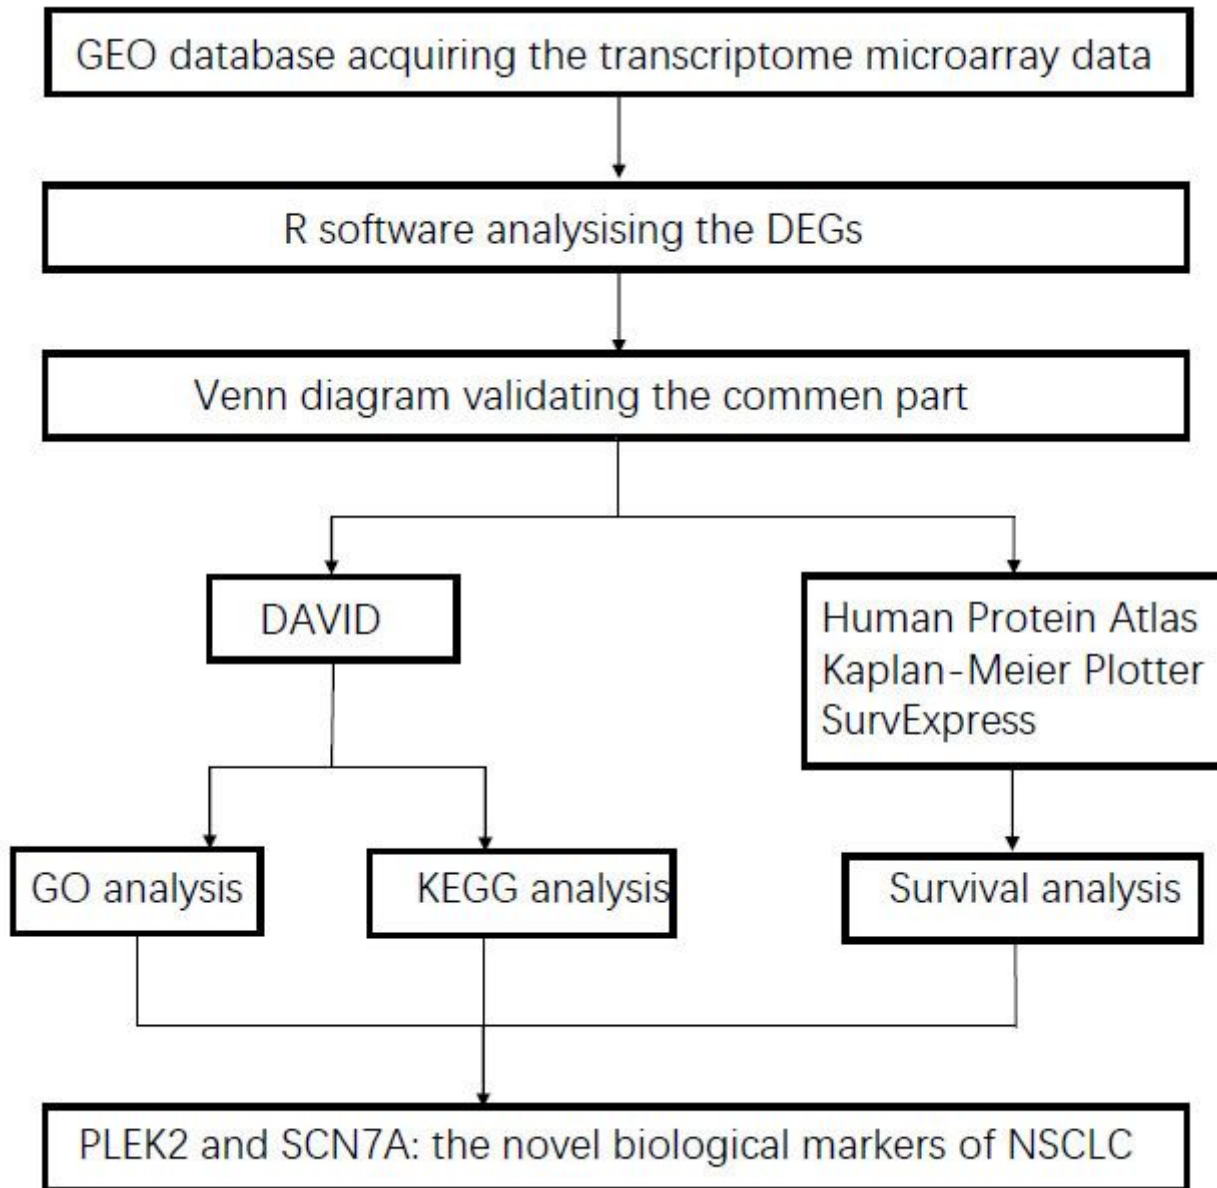 GEO database acquiring the transcriptome microarray data
R software analysising the DEGs
Venn diagram validating the commen part
DAVID
Human Protein Atlas
Kaplan-Meier Plotter
SurvExpress
GO analysis
KEGG analysis
Survival analysis
PLEK2 and SCN7A: the novel biological markers of NSCLC